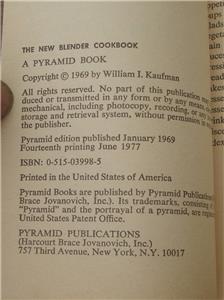 THE NEW BLENDER COOKBOOK
A PYRAMID BOOK
Copyright © 1969 by William I. Kaufman
All rights reserved. No part of this publication may
duced or transmitted in any form or by any means,
mechanical, including photocopy, recording, or any
storage and retrieval system, without permission in
the publisher.
Pyramid edition published January 1969
Fourteenth printing June 1977
ISBN: 0-515-03998-5
Printed in the United States of America
Pyramid Books are published by Pyramid Publications
Brace Jovanovich, Inc.). Its trademarks, consisting
"Pyramid" and the portrayal of a pyramid, are
United States Patent Office.
PYRAMID PUBLICATIONS
(Harcourt Brace Jovanovich, Inc.)
757 Third Avenue, New York, N.Y. 10017